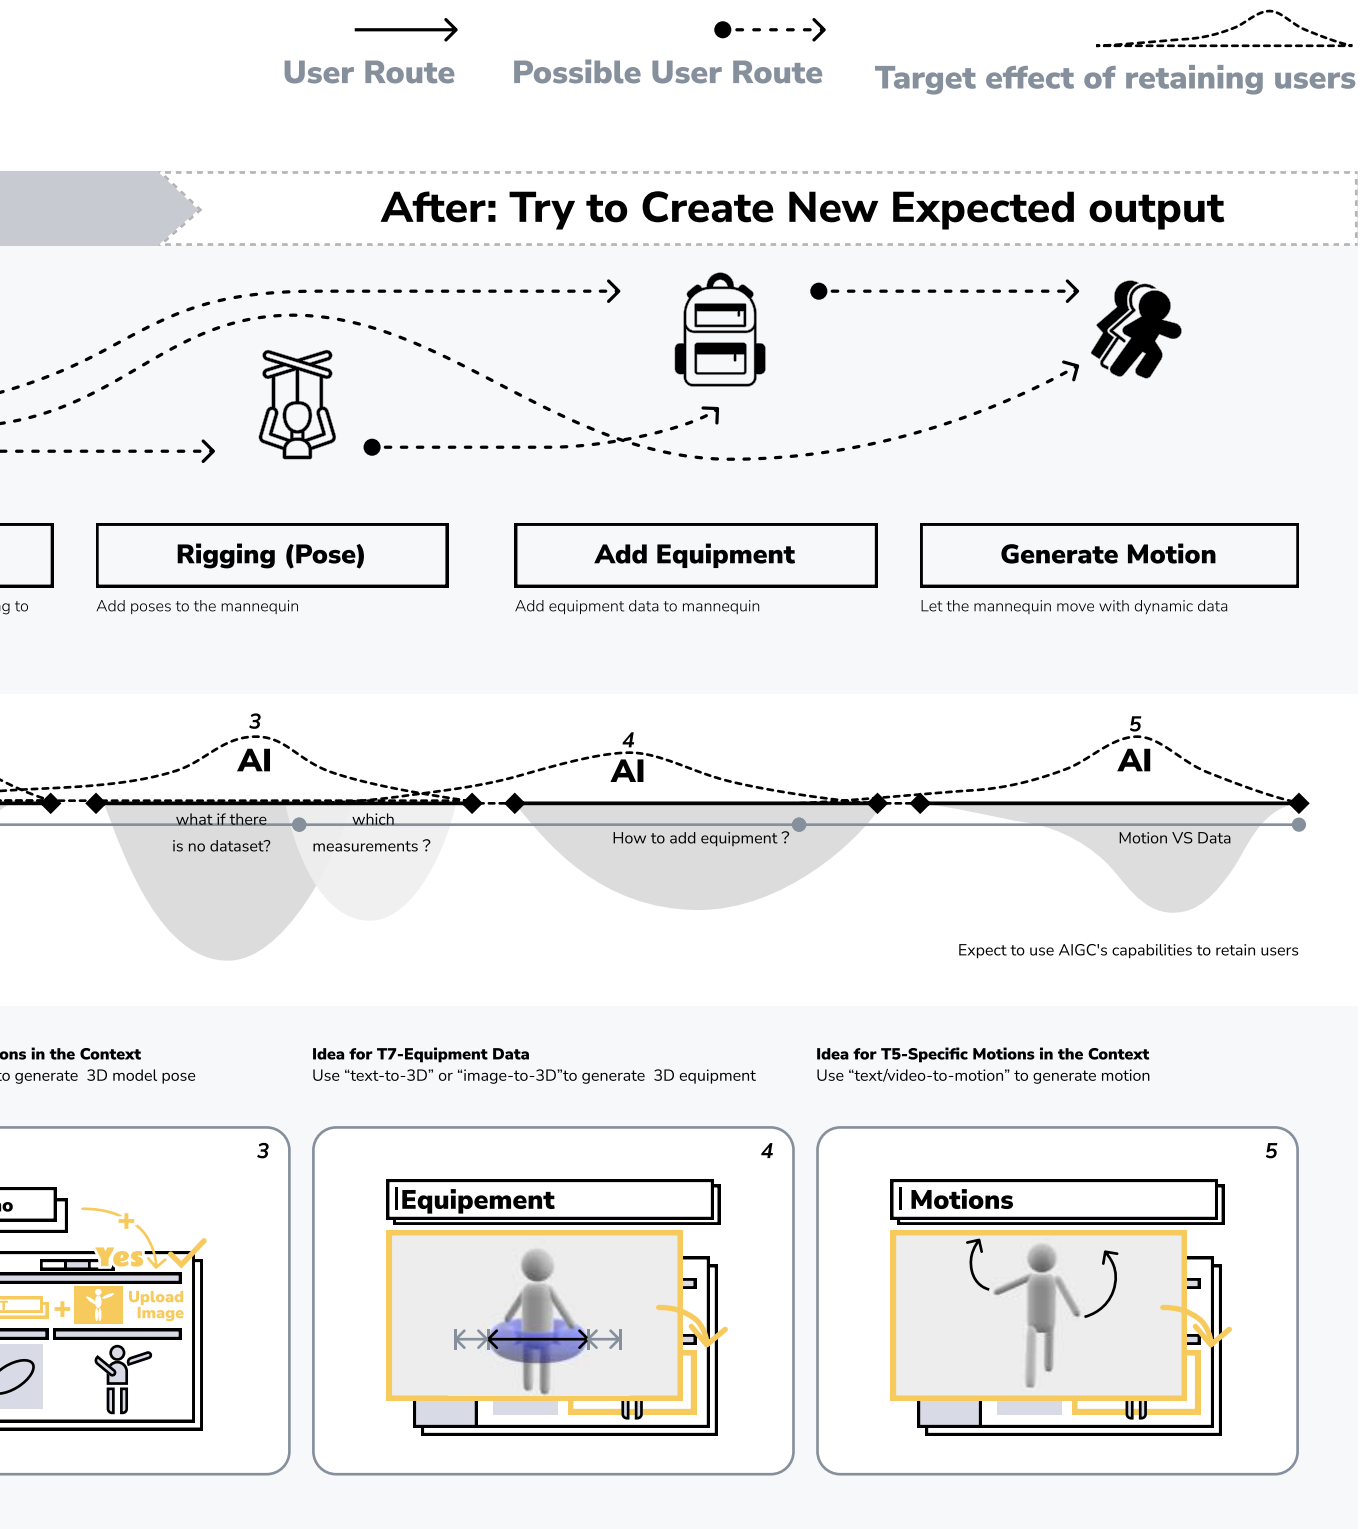 User Route
Possible User Route
Target effect of retaining users
After: Try to Create New Expected output
Rigging (Pose)
Add Equipment
Generate Motion
g to
Add poses to the mannequin
Add equipment data to mannequin
Let the mannequin move with dynamic data
3
AI
4
AI
5
AI
what if there
is no dataset?
which
measurements ?
How to add equipment ?
Motion VS Data
Expect to use AIGC's capabilities to retain users
ons in the Context
to generate 3D model pose
Idea for T7-Equipment Data
Use “text-to-3D” or “image-to-3D”to generate 3D equipment
Idea for T5-Specific Motions in the Context
Use “text/video-to-motion” to generate motion
3
4
5
Equipement
Motions
+
Yes
T
+
Upload
Image